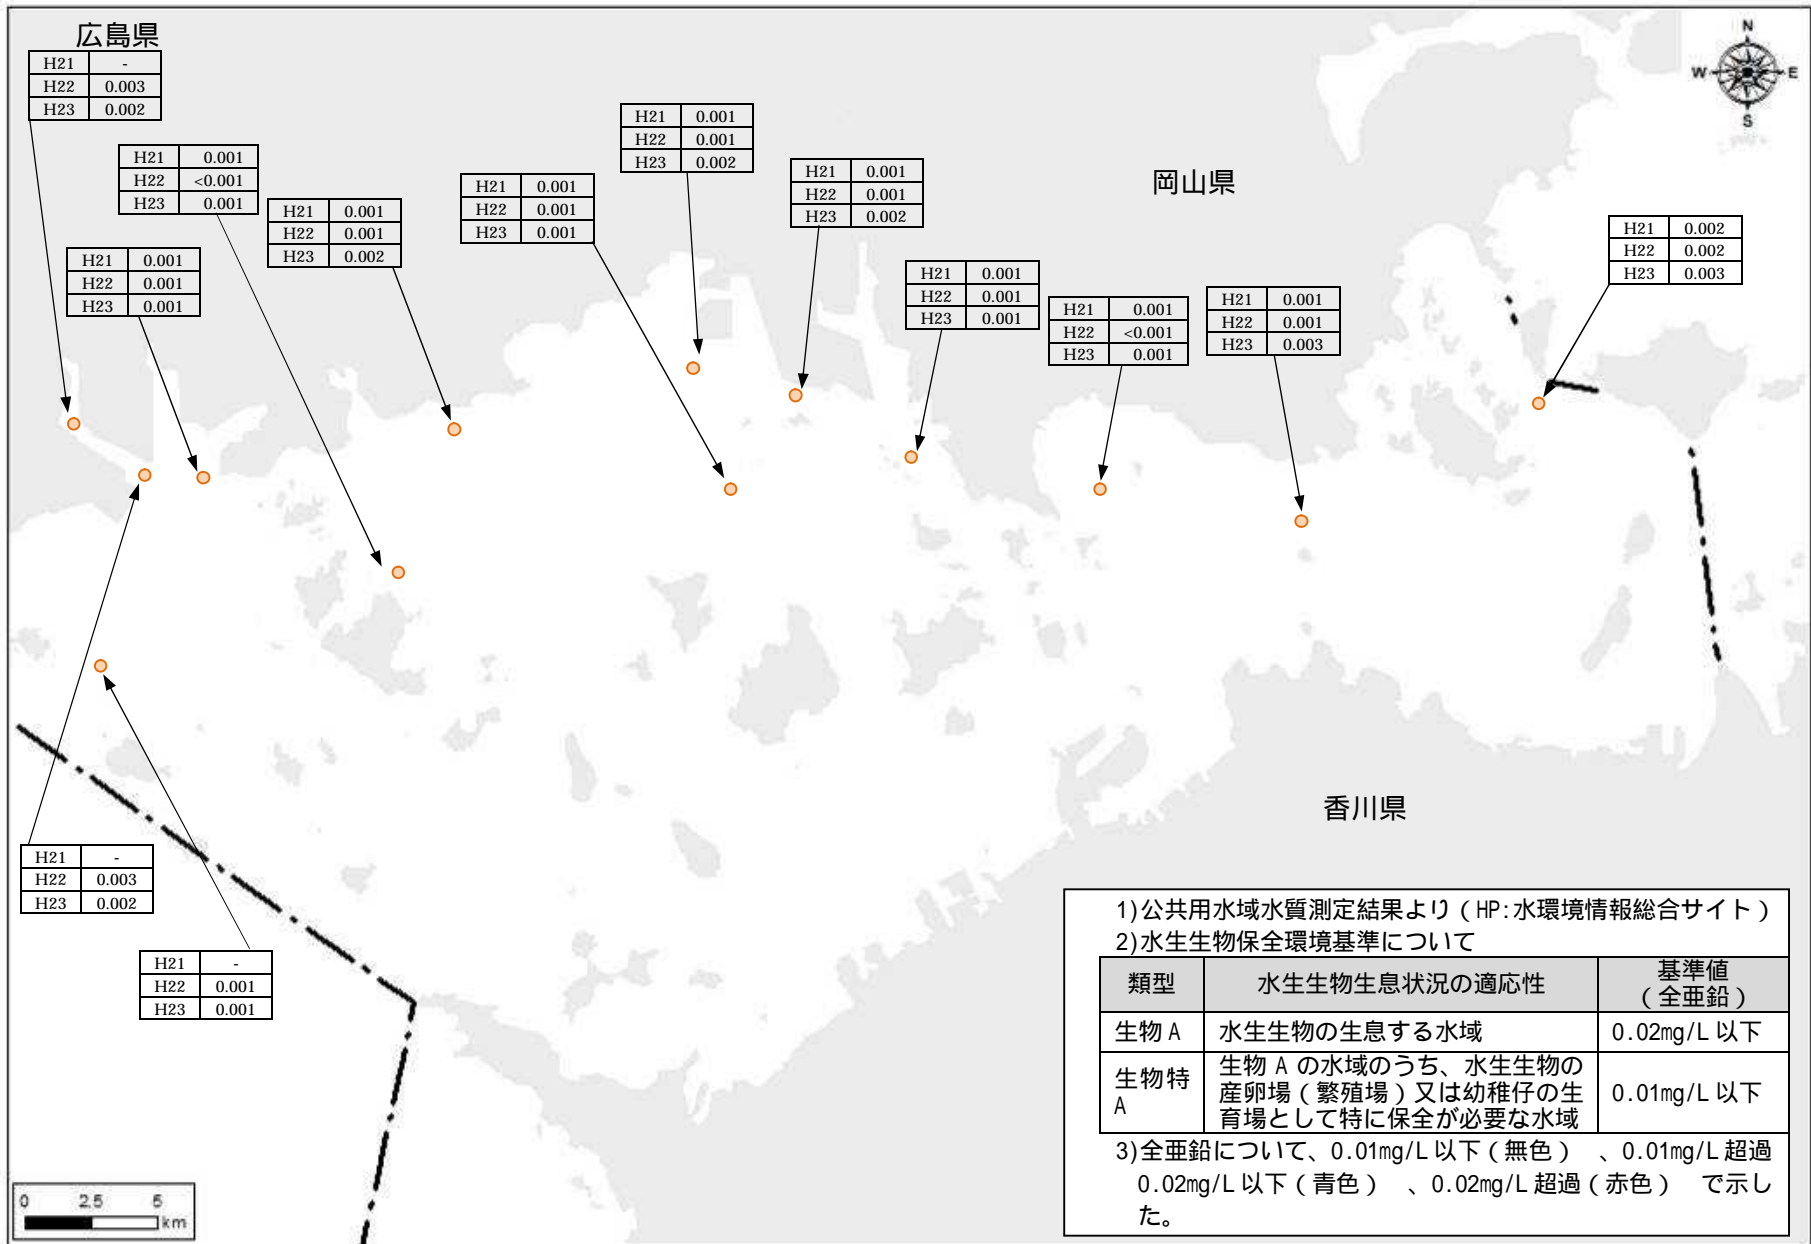 広島県
H21 -
H22 0.003
H23 0.002
H21 0.001
H22 <0.001
H23 0.001
H21 0.001
H22 0.001
H23 0.001
H21 0.001
H22 0.001
H23 0.002
H21 0.001
H22 0.001
H23 0.001
H21 0.001
H22 0.001
H23 0.002
H21 0.001
H22 0.001
H23 0.002
岡山県
N
W E
S
H21 0.001
H22 0.001
H23 0.001
H21 0.001
H22 <0.001
H23 0.001
H21 0.001
H22 0.001
H23 0.003
H21 0.002
H22 0.002
H23 0.003
香川県
H21 -
H22 0.003
H23 0.002
H21 -
H22 0.001
H23 0.001
0 2.5 5
km
1)公共用水域水質測定結果より（HP:水環境情報総合サイト）
2)水生生物保全環境基準について
類型 水生生物生息状況の適応性 基準値
（全亜鉛）
生物 A 水生生物の生息する水域 0.02mg/L 以下
生物特
A
生物 A の水域のうち、水生生物の
産卵場（繁殖場）又は幼稚仔の生
育場として特に保全が必要な水域
0.01mg/L 以下
3)全亜鉛について、0.01mg/L 以下（無色）　、0.01mg/L 超過
0.02mg/L 以下（青色）　、0.02mg/L 超過（赤色）　で示し
た。